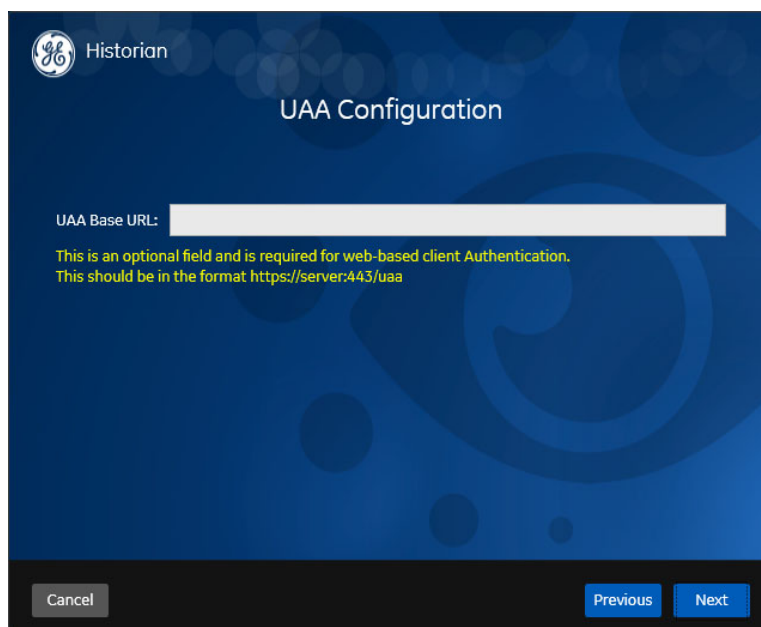 Historian
UAA Configuration
UAA Base URL:
This is an optional field and is required for web-based client Authentication.
This should be in the format https://server:443/uaa
Cancel
Previous
Next